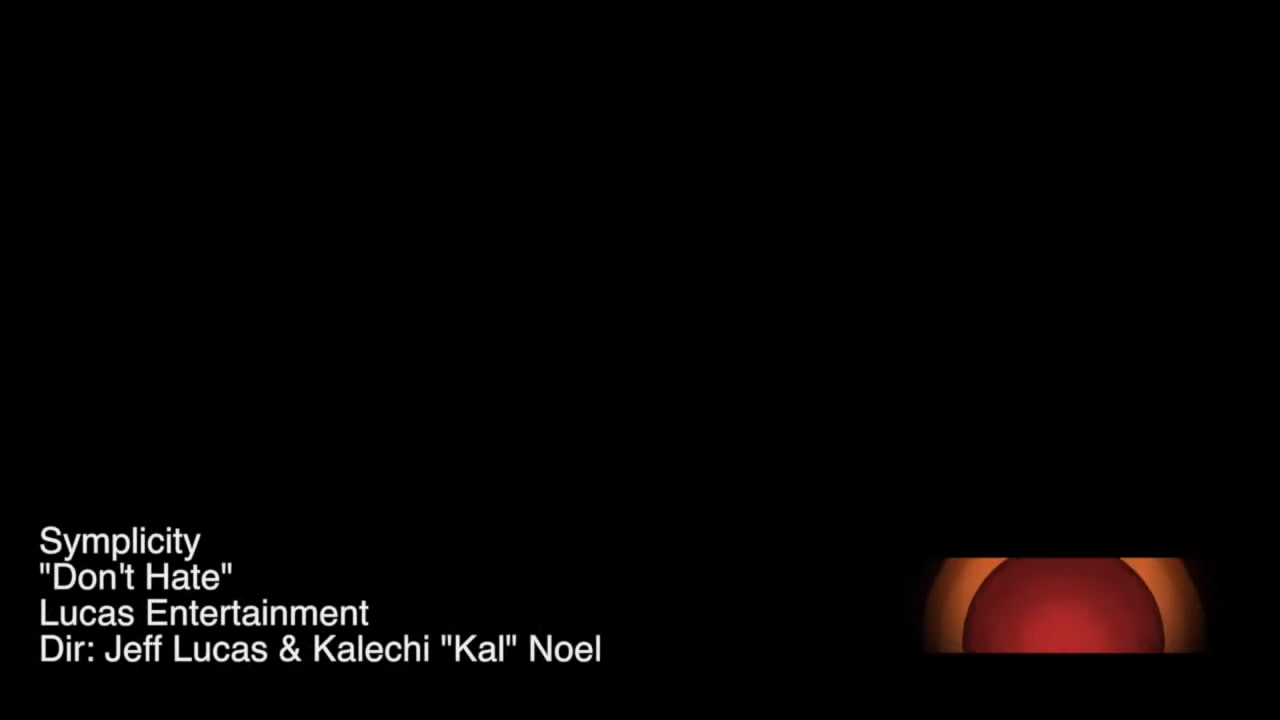 Symplicity
"Don't Hate"
Lucas Entertainment
Dir: Jeff Lucas & Kalechi "Kal" Noel